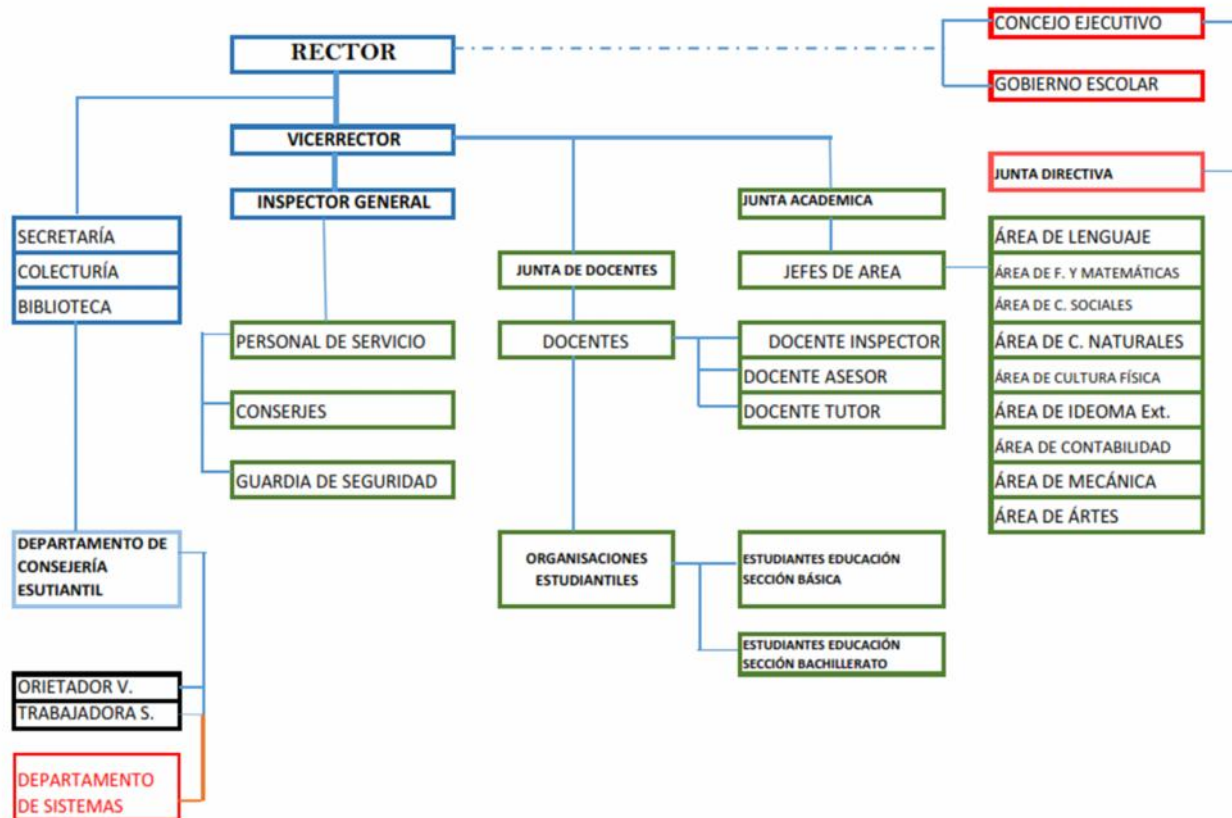 RECTOR
CONCEJO EJECUTIVO
GOBIERNO ESCOLAR
VICERRECTOR
JUNTA DIRECTIVA
INSPECTOR GENERAL
JUNTA ACADEMICA
SECRETARÍA
COLECTURÍA
BIBLIOTECA
JUNTA DE DOCENTES
JEFES DE AREA
ÁREA DE LENGUAJE
ÁREA DE F. Y MATEMÁTICAS
ÁREA DE C. SOCIALES
ÁREA DE C. NATURALES
ÁREA DE CULTURA FÍSICA
ÁREA DE IDEOMA Ext.
ÁREA DE CONTABILIDAD
ÁREA DE MECÁNICA
ÁREA DE ÁRTES
PERSONAL DE SERVICIO
CONSERJES
GUARDIA DE SEGURIDAD
DOCENTES
DOCENTE INSPECTOR
DOCENTE ASESOR
DOCENTE TUTOR
DEPARTAMENTO DE
CONSEJERÍA
ESUTIANTIL
ORGANISACIONES
ESTUDIANTILES
ESTUDIANTES EDUCACIÓN
SECCIÓN BÁSICA
ESTUDIANTES EDUCACIÓN
SECCIÓN BACHILLERATO
ORIETADOR V.
TRABAJADORA S.
DEPARTAMENTO
DE SISTEMAS